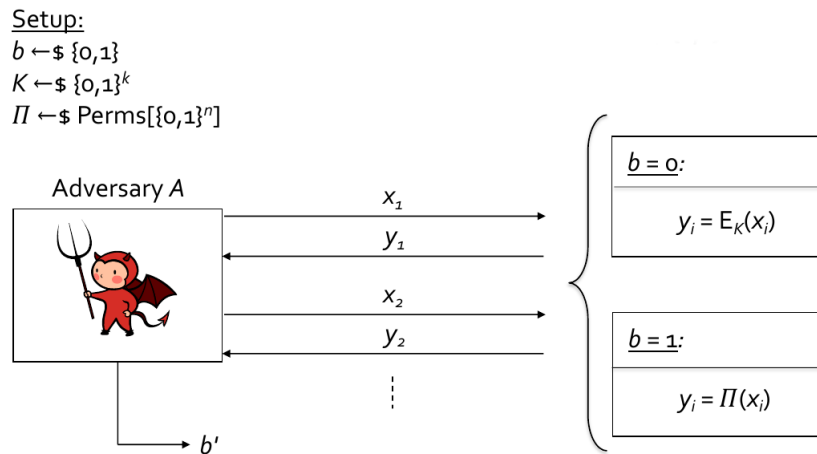 Setup:
b ←$ {0,1}
K ←$ {0,1}ᵏ
Π ←$ Perms[{0,1}ⁿ]
Adversary A
x₁
y₁
x₂
y₂
b'
b = 0:
yᵢ = E_K(xᵢ)
b = 1:
yᵢ = Π(xᵢ)